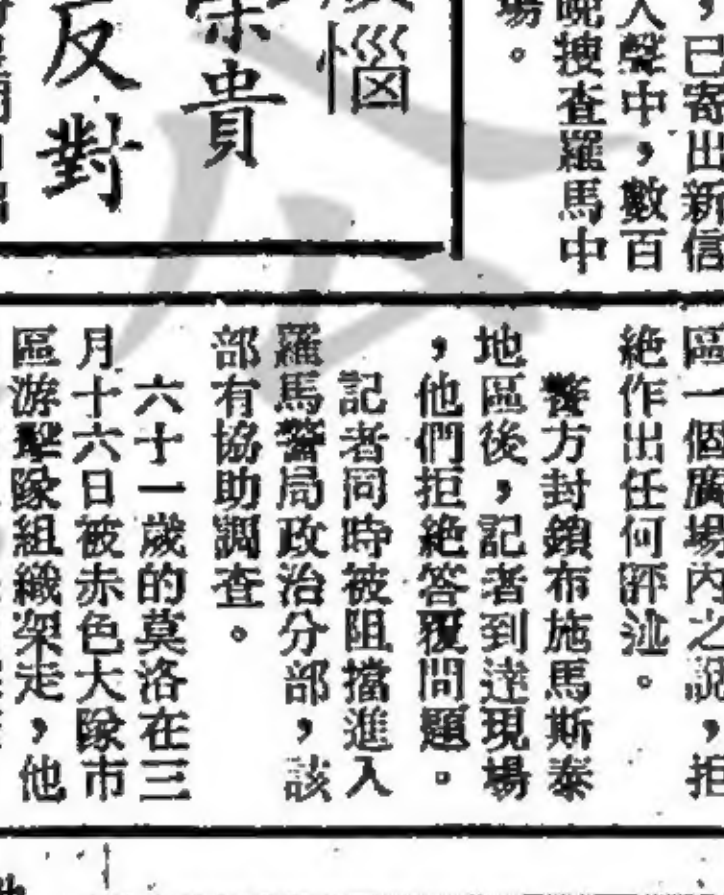 ，已寄出新信
人聲中，數百
晚搜查羅馬中
場。
惱
榮貴
反對
區一個廣場內之說，拒
絕作出任何評論。
警方封鎖布施馬斯泰
地區後，記者到達現場
，他們拒絕答覆問題。
記者同時被阻擋進入
羅馬警局政治分部，該
部有協助調查。
六十一歲的莫洛在三
月十六日被赤色大隊市
區游擊隊組織架走，他